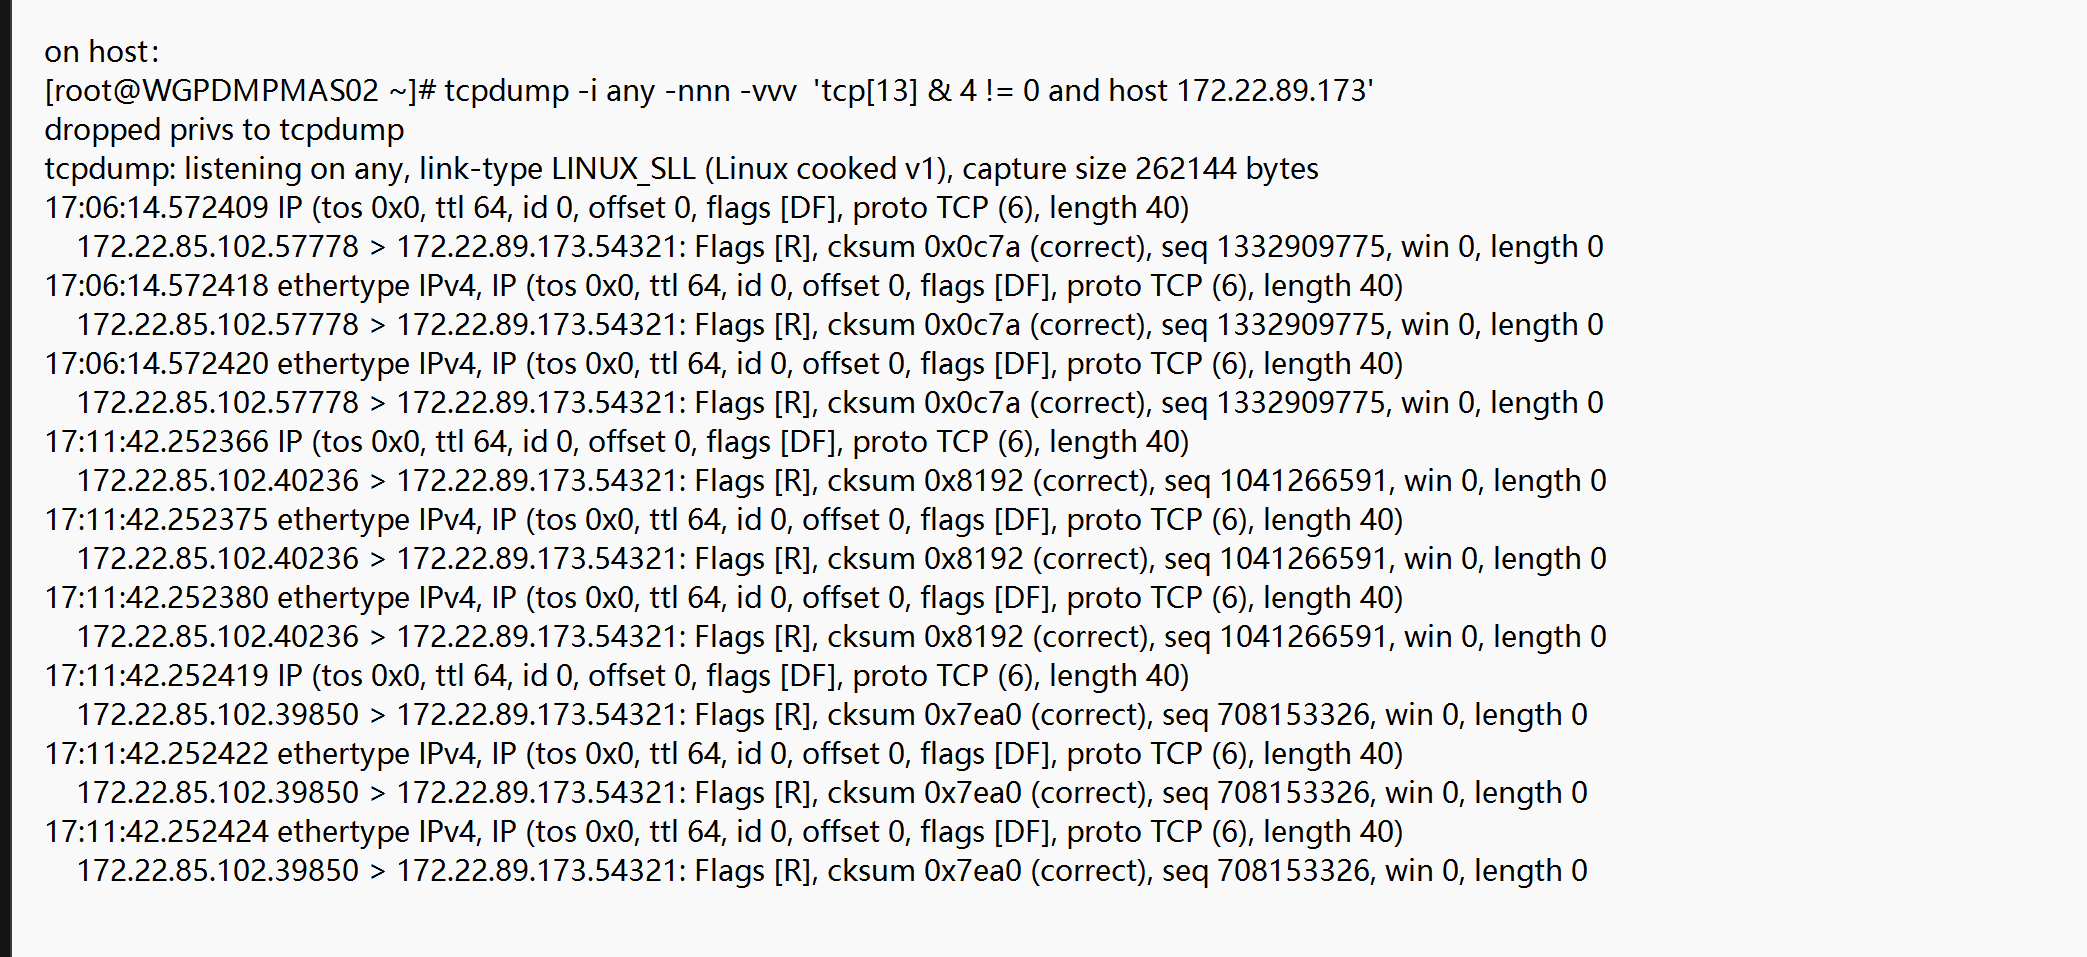 on host：
[root@WGPDMPMAS02 ~]# tcpdump -i any -nnn -vvv  'tcp[13] & 4 != 0 and host 172.22.89.173'
dropped privs to tcpdump
tcpdump: listening on any, link-type LINUX_SLL (Linux cooked v1), capture size 262144 bytes
17:06:14.572409 IP (tos 0x0, ttl 64, id 0, offset 0, flags [DF], proto TCP (6), length 40)
    172.22.85.102.57778 > 172.22.89.173.54321: Flags [R], cksum 0x0c7a (correct), seq 1332909775, win 0, length 0
17:06:14.572418 ethertype IPv4, IP (tos 0x0, ttl 64, id 0, offset 0, flags [DF], proto TCP (6), length 40)
    172.22.85.102.57778 > 172.22.89.173.54321: Flags [R], cksum 0x0c7a (correct), seq 1332909775, win 0, length 0
17:06:14.572420 ethertype IPv4, IP (tos 0x0, ttl 64, id 0, offset 0, flags [DF], proto TCP (6), length 40)
    172.22.85.102.57778 > 172.22.89.173.54321: Flags [R], cksum 0x0c7a (correct), seq 1332909775, win 0, length 0
17:11:42.252366 IP (tos 0x0, ttl 64, id 0, offset 0, flags [DF], proto TCP (6), length 40)
    172.22.85.102.40236 > 172.22.89.173.54321: Flags [R], cksum 0x8192 (correct), seq 1041266591, win 0, length 0
17:11:42.252375 ethertype IPv4, IP (tos 0x0, ttl 64, id 0, offset 0, flags [DF], proto TCP (6), length 40)
    172.22.85.102.40236 > 172.22.89.173.54321: Flags [R], cksum 0x8192 (correct), seq 1041266591, win 0, length 0
17:11:42.252380 ethertype IPv4, IP (tos 0x0, ttl 64, id 0, offset 0, flags [DF], proto TCP (6), length 40)
    172.22.85.102.40236 > 172.22.89.173.54321: Flags [R], cksum 0x8192 (correct), seq 1041266591, win 0, length 0
17:11:42.252419 IP (tos 0x0, ttl 64, id 0, offset 0, flags [DF], proto TCP (6), length 40)
    172.22.85.102.39850 > 172.22.89.173.54321: Flags [R], cksum 0x7ea0 (correct), seq 708153326, win 0, length 0
17:11:42.252422 ethertype IPv4, IP (tos 0x0, ttl 64, id 0, offset 0, flags [DF], proto TCP (6), length 40)
    172.22.85.102.39850 > 172.22.89.173.54321: Flags [R], cksum 0x7ea0 (correct), seq 708153326, win 0, length 0
17:11:42.252424 ethertype IPv4, IP (tos 0x0, ttl 64, id 0, offset 0, flags [DF], proto TCP (6), length 40)
    172.22.85.102.39850 > 172.22.89.173.54321: Flags [R], cksum 0x7ea0 (correct), seq 708153326, win 0, length 0